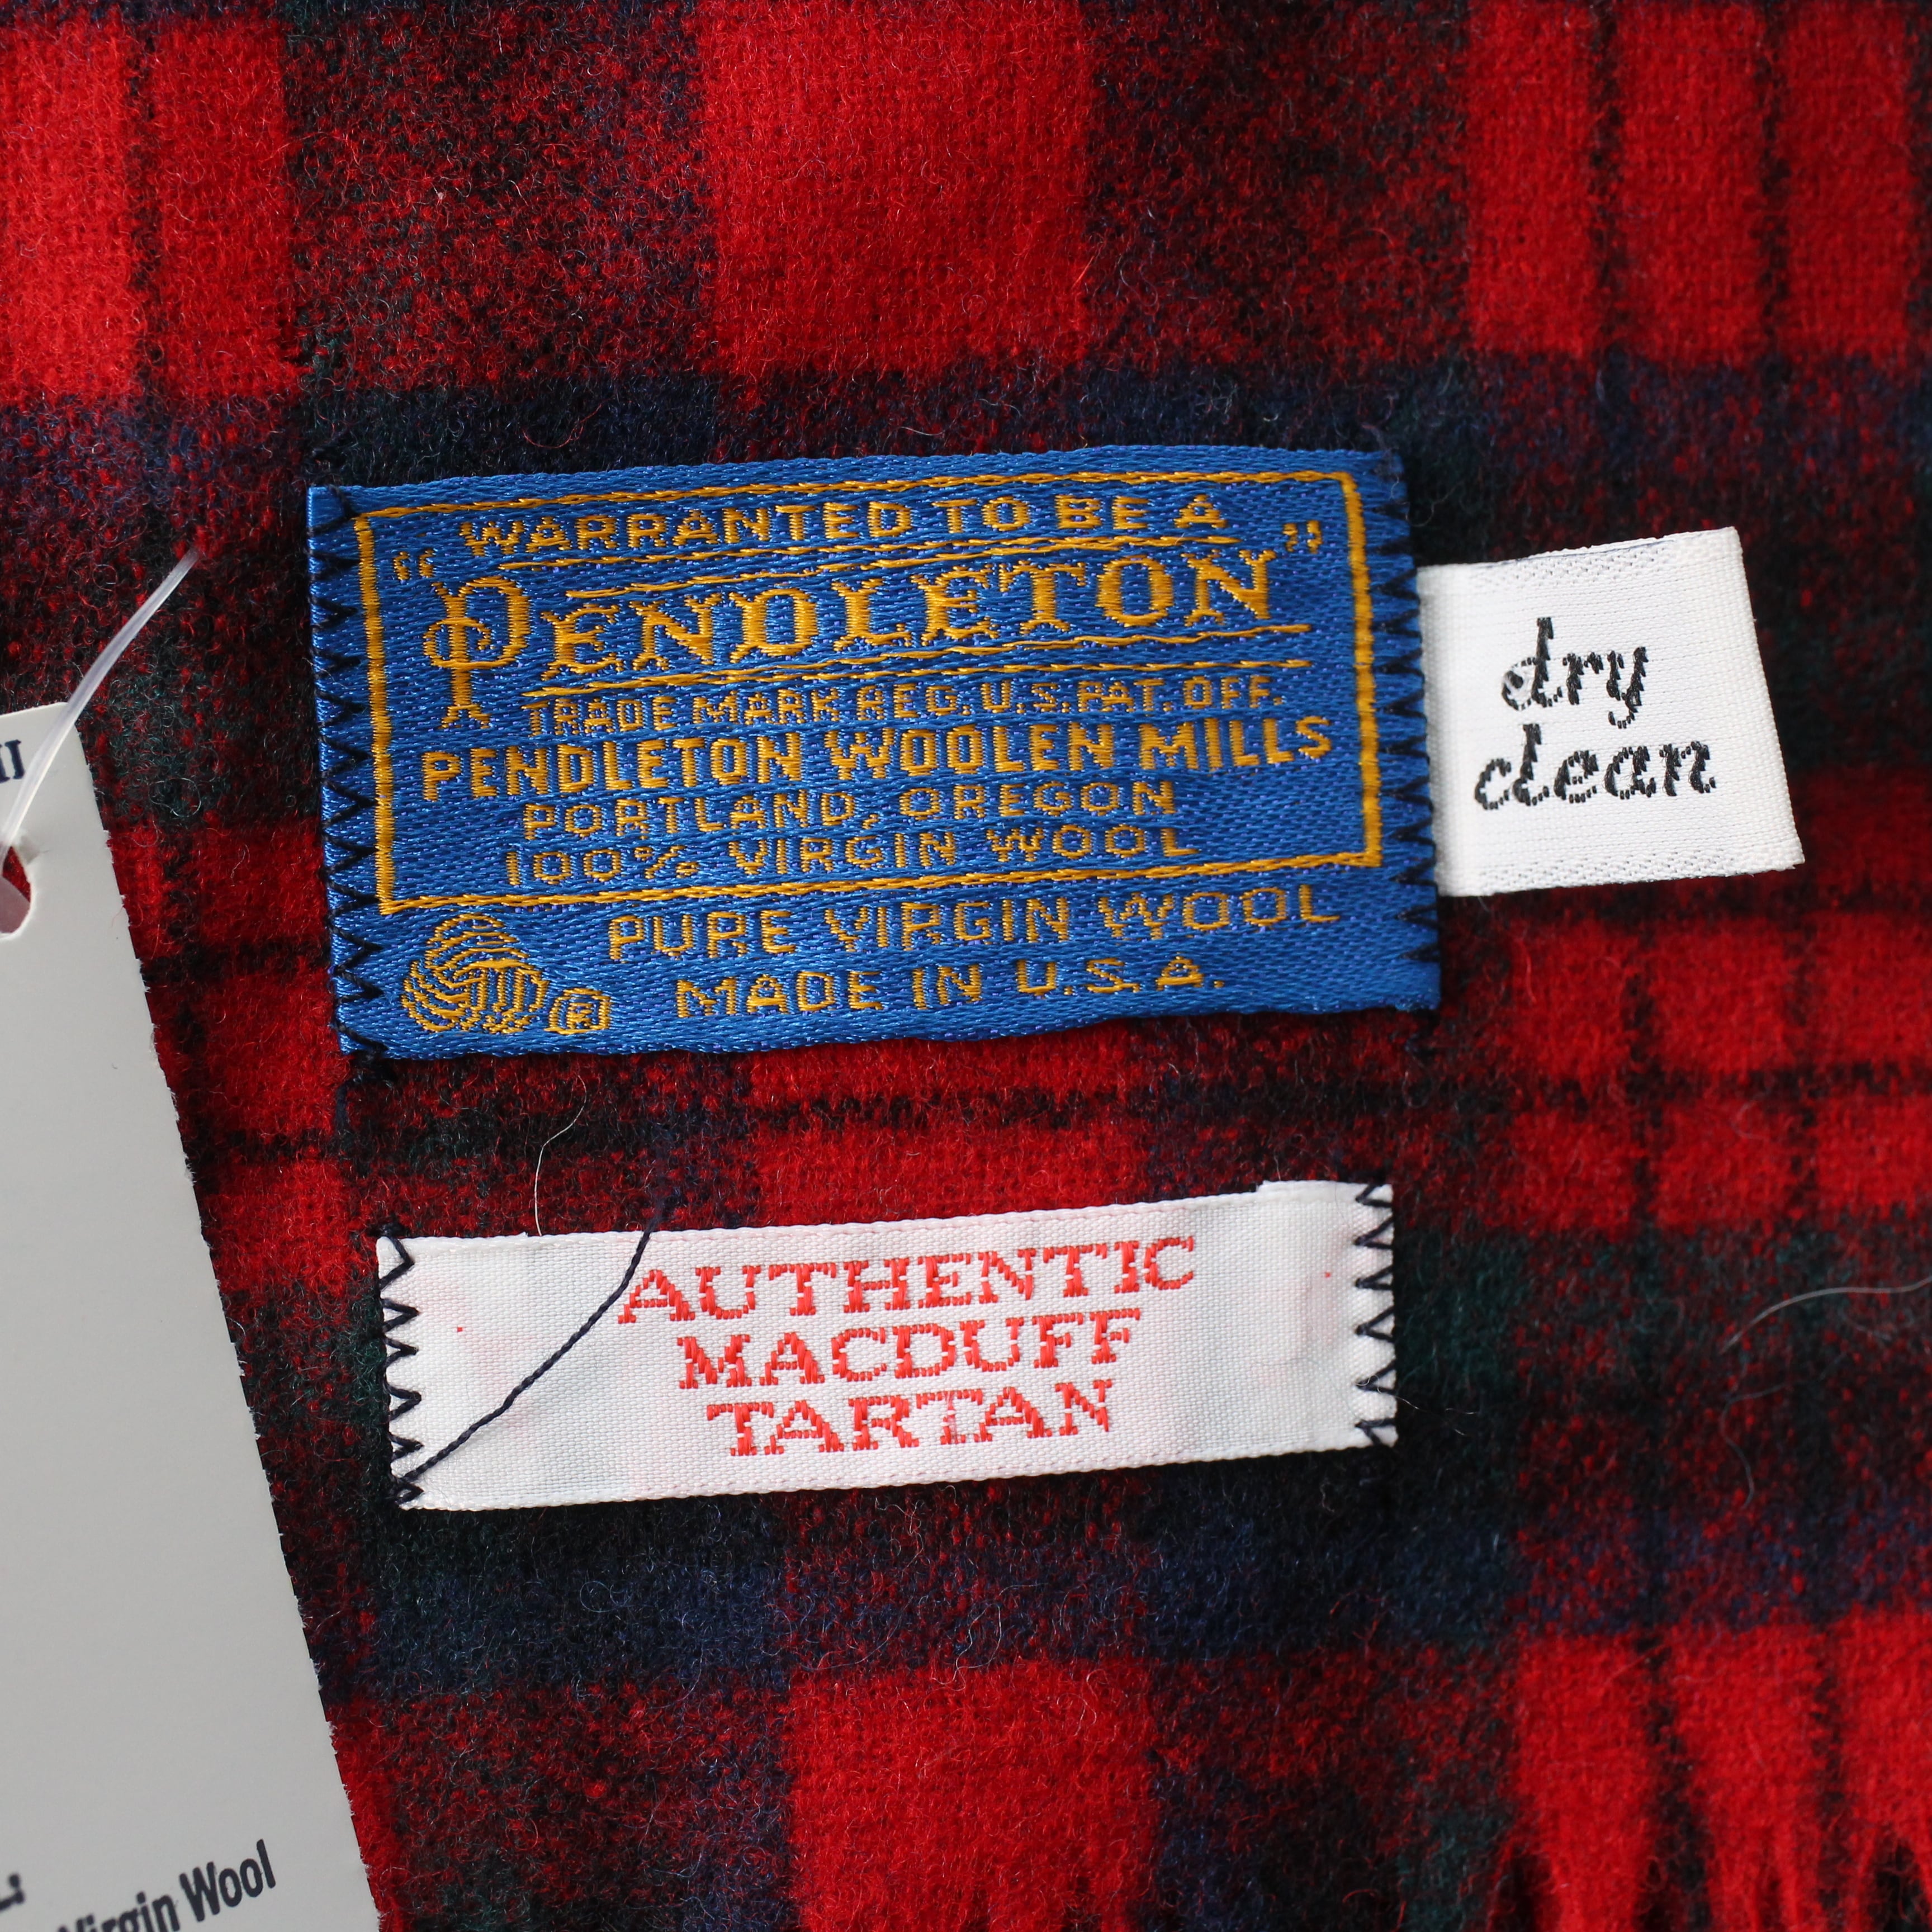 WARRANTED TO BE A
"PENDLETON"
TRADE MARK REG. U.S. PAT. OFF.
PENDLETON WOOLEN MILLS
PORTLAND, OREGON
100% VIRGIN WOOL
PURE VIRGIN WOOL
® MADE IN U.S.A.
dry
clean
AUTHENTIC
MACDUFF
TARTAN
Virgin Wool